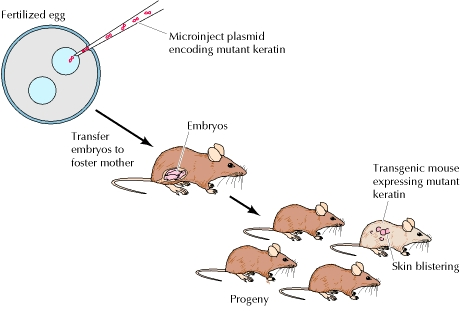 Fertilized egg
Microinject plasmid
encoding mutant keratin
Embryos
Transfer
embryos to
foster mother
Transgenic mouse
expressing mutant
keratin
Skin blistering
Progeny